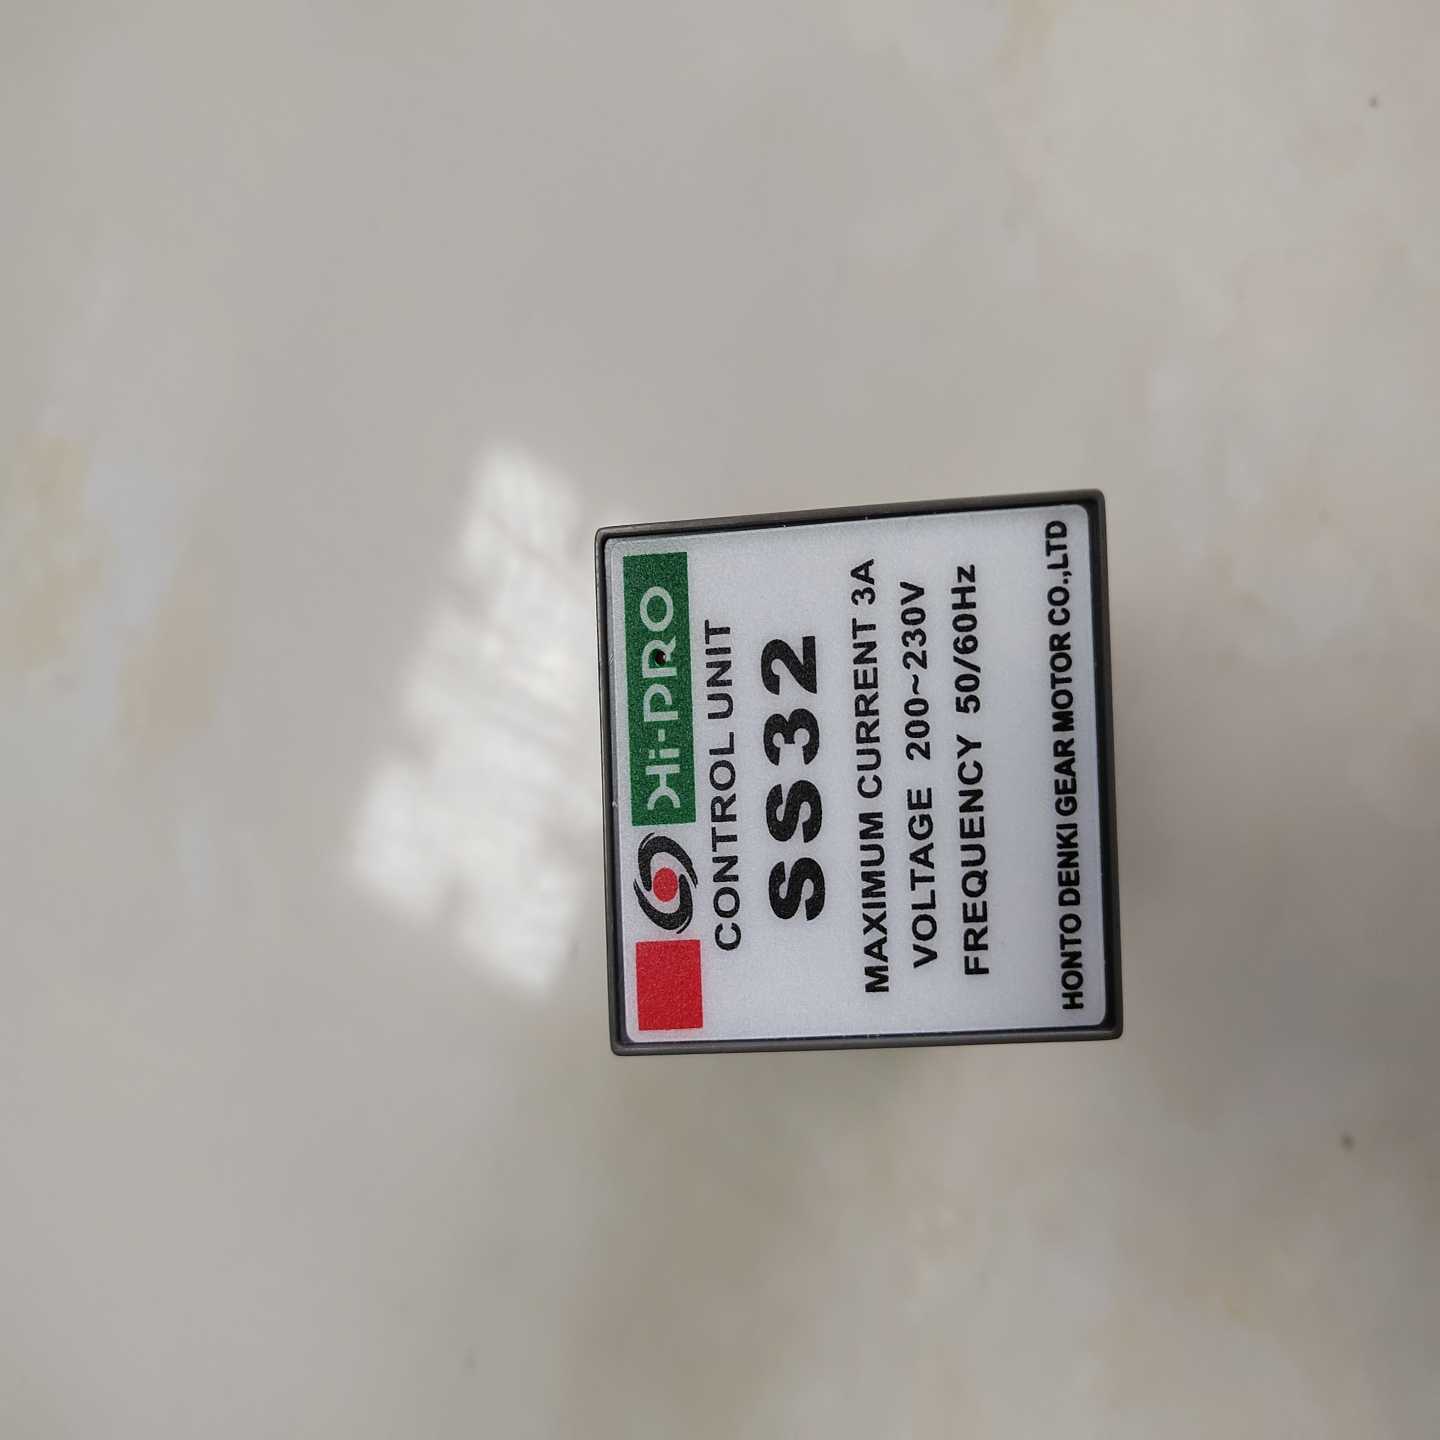 Hi-PRO
CONTROL UNIT
SS32
MAXIMUM CURRENT 3A
VOLTAGE 200~230V
FREQUENCY 50/60Hz
HONTO DENKI GEAR MOTOR CO.,LTD